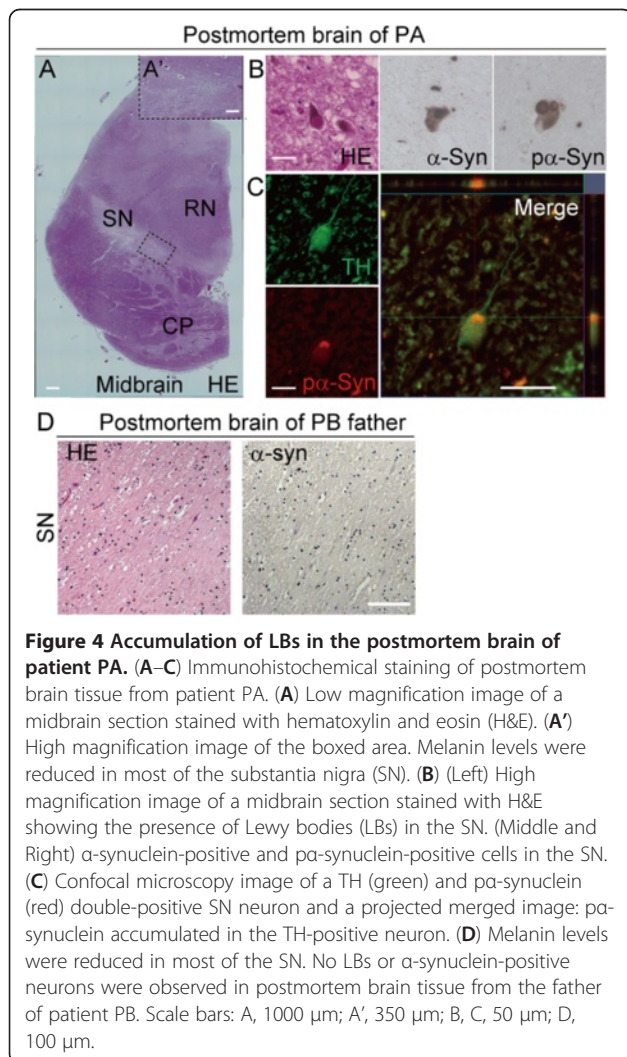 Postmortem brain of PA
A
A'
B
HE
α-Syn
pα-Syn
SN
RN
CP
Midbrain
HE
C
TH
pα-Syn
Merge
Postmortem brain of PB father
D
HE
α-syn
SN
Figure 4 Accumulation of LBs in the postmortem brain of
patient PA. (A–C) Immunohistochemical staining of postmortem
brain tissue from patient PA. (A) Low magnification image of a
midbrain section stained with hematoxylin and eosin (H&E). (A’)
High magnification image of the boxed area. Melanin levels were
reduced in most of the substantia nigra (SN). (B) (Left) High
magnification image of a midbrain section stained with H&E
showing the presence of Lewy bodies (LBs) in the SN. (Middle and
Right) α-synuclein-positive and pα-synuclein-positive cells in the SN.
(C) Confocal microscopy image of a TH (green) and pα-synuclein
(red) double-positive SN neuron and a projected merged image: pα-
synuclein accumulated in the TH-positive neuron. (D) Melanin levels
were reduced in most of the SN. No LBs or α-synuclein-positive
neurons were observed in postmortem brain tissue from the father
of patient PB. Scale bars: A, 1000 μm; A’, 350 μm; B, C, 50 μm; D,
100 μm.